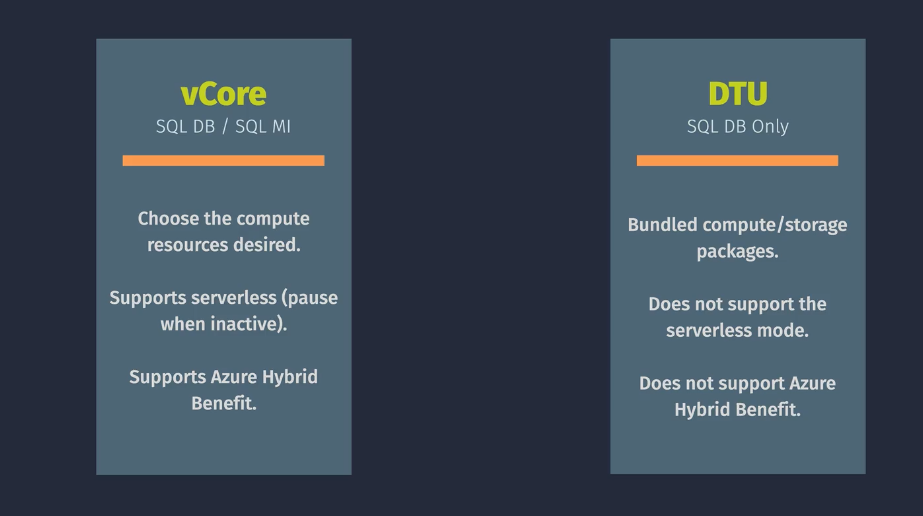 vCore
SQL DB / SQL MI
Choose the compute
resources desired.
Supports serverless (pause
when inactive).
Supports Azure Hybrid
Benefit.
DTU
SQL DB Only
Bundled compute/storage
packages.
Does not support the
serverless mode.
Does not support Azure
Hybrid Benefit.